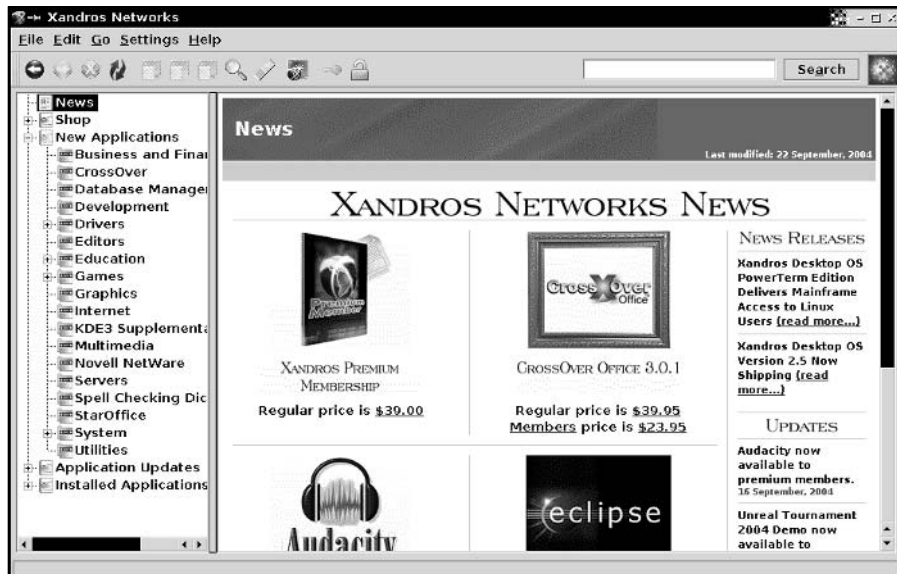 Xandros Networks
File Edit Go Settings Help
Search
News
Shop
New Applications
Business and Finan
CrossOver
Database Manager
Development
Drivers
Editors
Education
Games
Graphics
Internet
KDE3 Supplementa
Multimedia
Novell NetWare
Servers
Spell Checking Dic
StarOffice
System
Utilities
Application Updates
Installed Applications
News
Last modified: 22 September, 2004
XANDROS NETWORKS NEWS
Premium
Member
XANDROS PREMIUM
MEMBERSHIP
Regular price is $39.00
CrossOver
Office
CROSSOVER OFFICE 3.0.1
Regular price is $39.95
Members price is $23.95
Audacity
eclipse
NEWS RELEASES
Xandros Desktop OS
PowerTerm Edition
Delivers Mainframe
Access to Linux
Users (read more...)
Xandros Desktop OS
Version 2.5 Now
Shipping (read
more...)
UPDATES
Audacity now
available to
premium members.
16 September, 2004
Unreal Tournament
2004 Demo now
available to